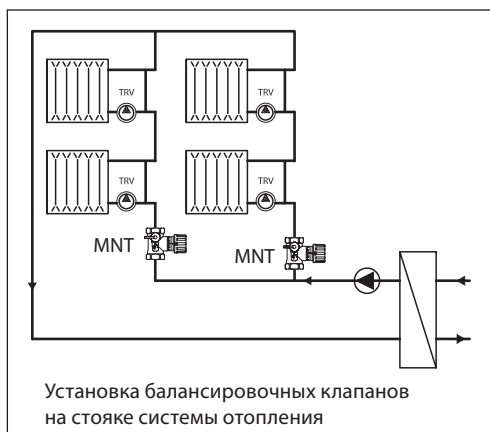 TRV
TRV
TRV
TRV
MNT
MNT
Установка балансировочных клапанов
на стояке системы отопления